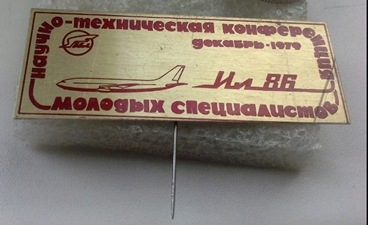 научно-техническая конференция
декабрь·1979
Ил 86
молодых специалистов